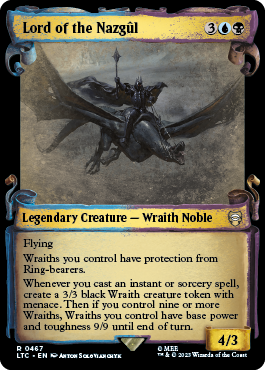 Lord of the Nazgûl 3
Legendary Creature — Wraith Noble
Flying
Wraiths you control have protection from
Ring-bearers.
Whenever you cast an instant or sorcery spell,
create a 3/3 black Wraith creature token with
menace. Then if you control nine or more
Wraiths, Wraiths you control have base power
and toughness 9/9 until end of turn.
4/3
R 0467
LTC • EN Anton Solovianchyk
© MEE
™ & © 2023 Wizards of the Coast